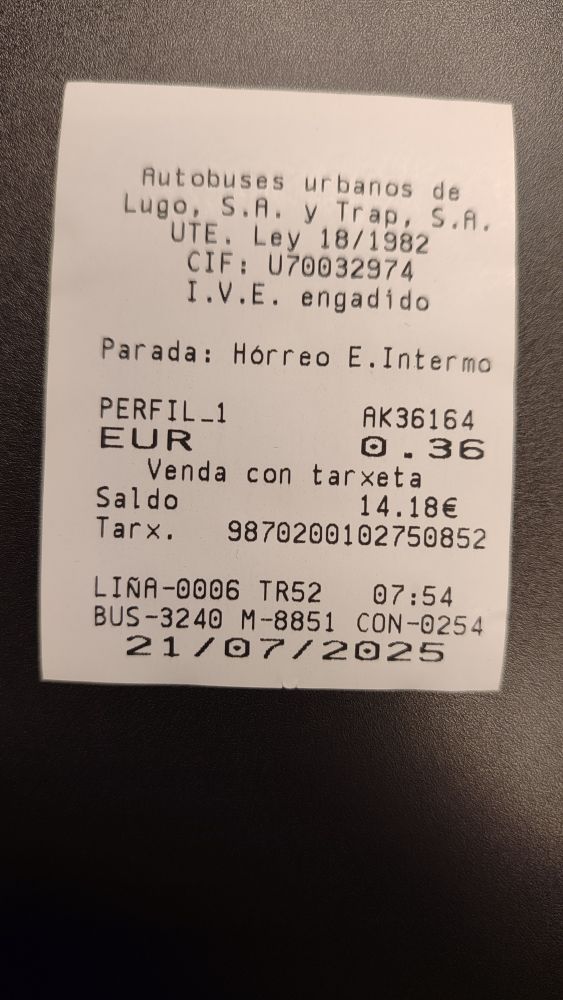 Autobuses urbanos de
Lugo, S.A. y Trap, S.A.
UTE. Ley 18/1982
CIF: U70032974
I.V.E. engadido
Parada: Hórreo E.Intermo
PERFIL_1 AK36164
EUR 0.36
Venda con tarxeta
Saldo 14.18€
Tarx. 9870200102750852
LIÑA-0006 TR52 07:54
BUS-3240 M-8851 CON-0254
21/07/2025